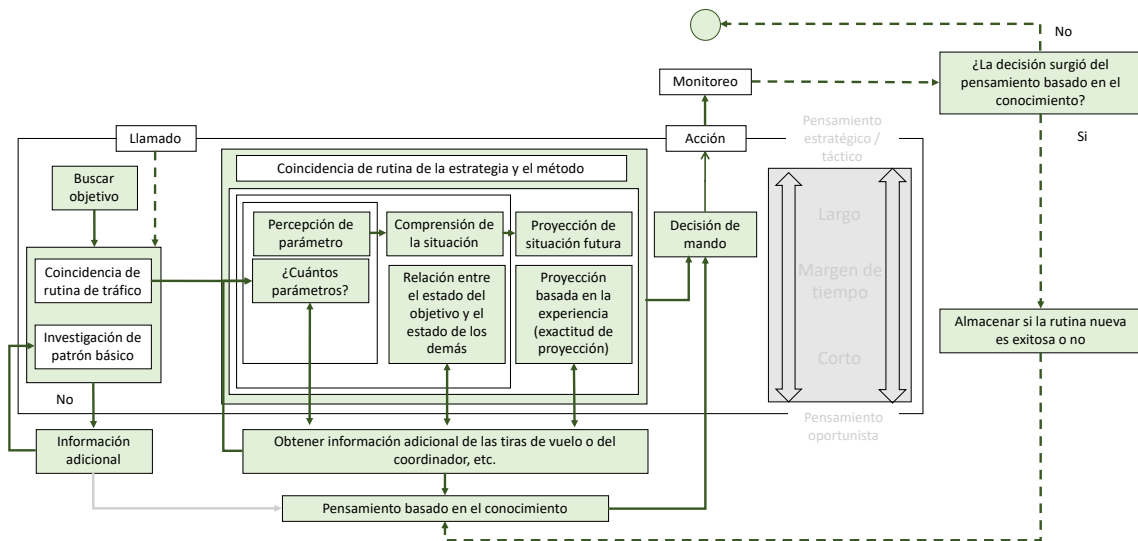 No
¿La decisión surgió del
pensamiento basado en el
conocimiento?
Monitoreo
Si
Pensamiento
estratégico /
táctico
Llamado
Acción
Coincidencia de rutina de la estrategia y el método
Buscar
objetivo
Percepción de
parámetro
Comprensión de
la situación
Proyección de
situación futura
Decisión de
mando
Largo
Coincidencia de
rutina de tráfico
¿Cuántos
parámetros?
Relación entre
el estado del
objetivo y el
estado de los
demás
Proyección
basada en la
experiencia
(exactitud de
proyección)
Margen de
tiempo
Investigación de
patrón básico
Corto
Almacenar si la rutina nueva
es exitosa o no
No
Pensamiento
oportunista
Información
adicional
Obtener información adicional de las tiras de vuelo o del
coordinador, etc.
Pensamiento basado en el conocimiento